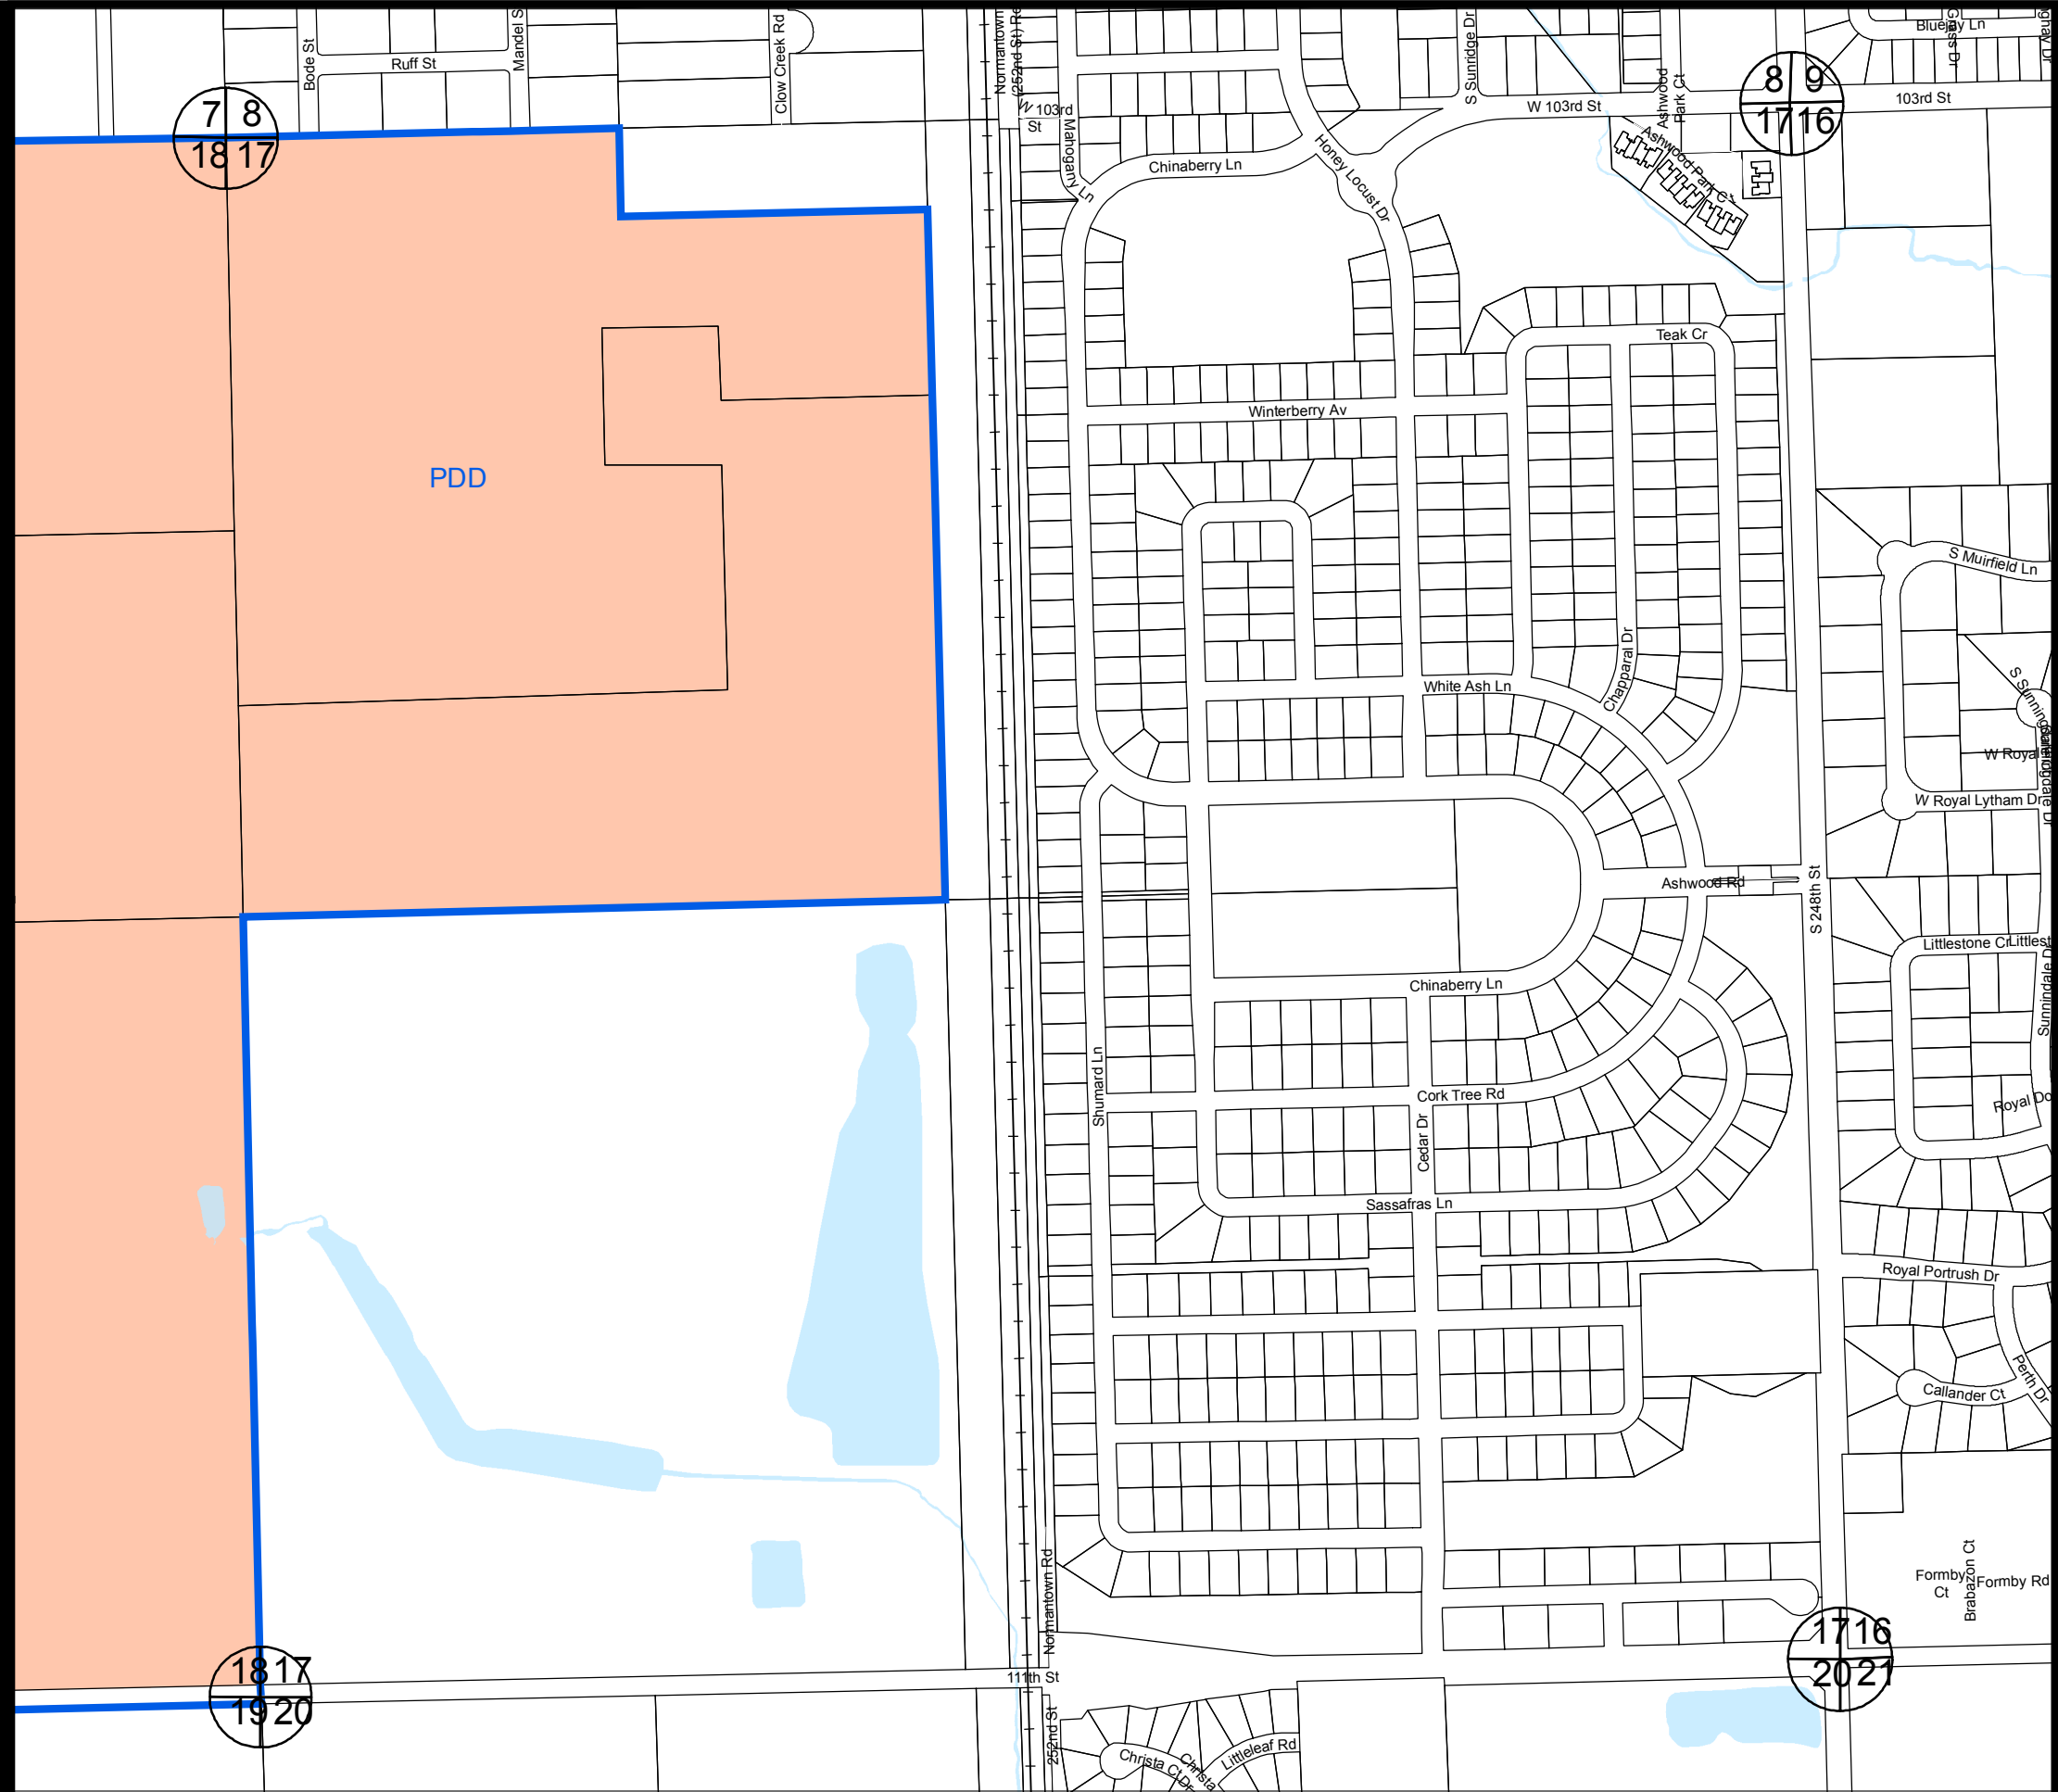 Bode St
Ruff St
Mandel S
Clow Creek Rd
Normantown
(252nd St) R
W 103rd
St
Mahogany Ln
Chinaberry Ln
Honey Locust Dr
S Sunridge Dr
W 103rd St
Ashwood
Park Ct
Ashwood Park Ct
Bluejay Ln
103rd St
7 8
18 17
8 9
17 16
Teak Cr
Winterberry Av
PDD
S Muirfield Ln
Chapparal Dr
White Ash Ln
W Royal
W Royal Lytham Dr
Ashwood Rd
S 248th St
Littlestone Cr
Littlest
Sunnindale Dr
Chinaberry Ln
Shumard Ln
Cork Tree Rd
Cedar Dr
Royal Do
Sassafras Ln
Royal Portrush Dr
Perth Dr
Callander Ct
Normantown Rd
Formby
Ct
Brabazon Ct
Formby Rd
18 17
19 20
17 16
20 21
111th St
252nd St
Christa Ct
Christa
Dr
Littleleaf Rd